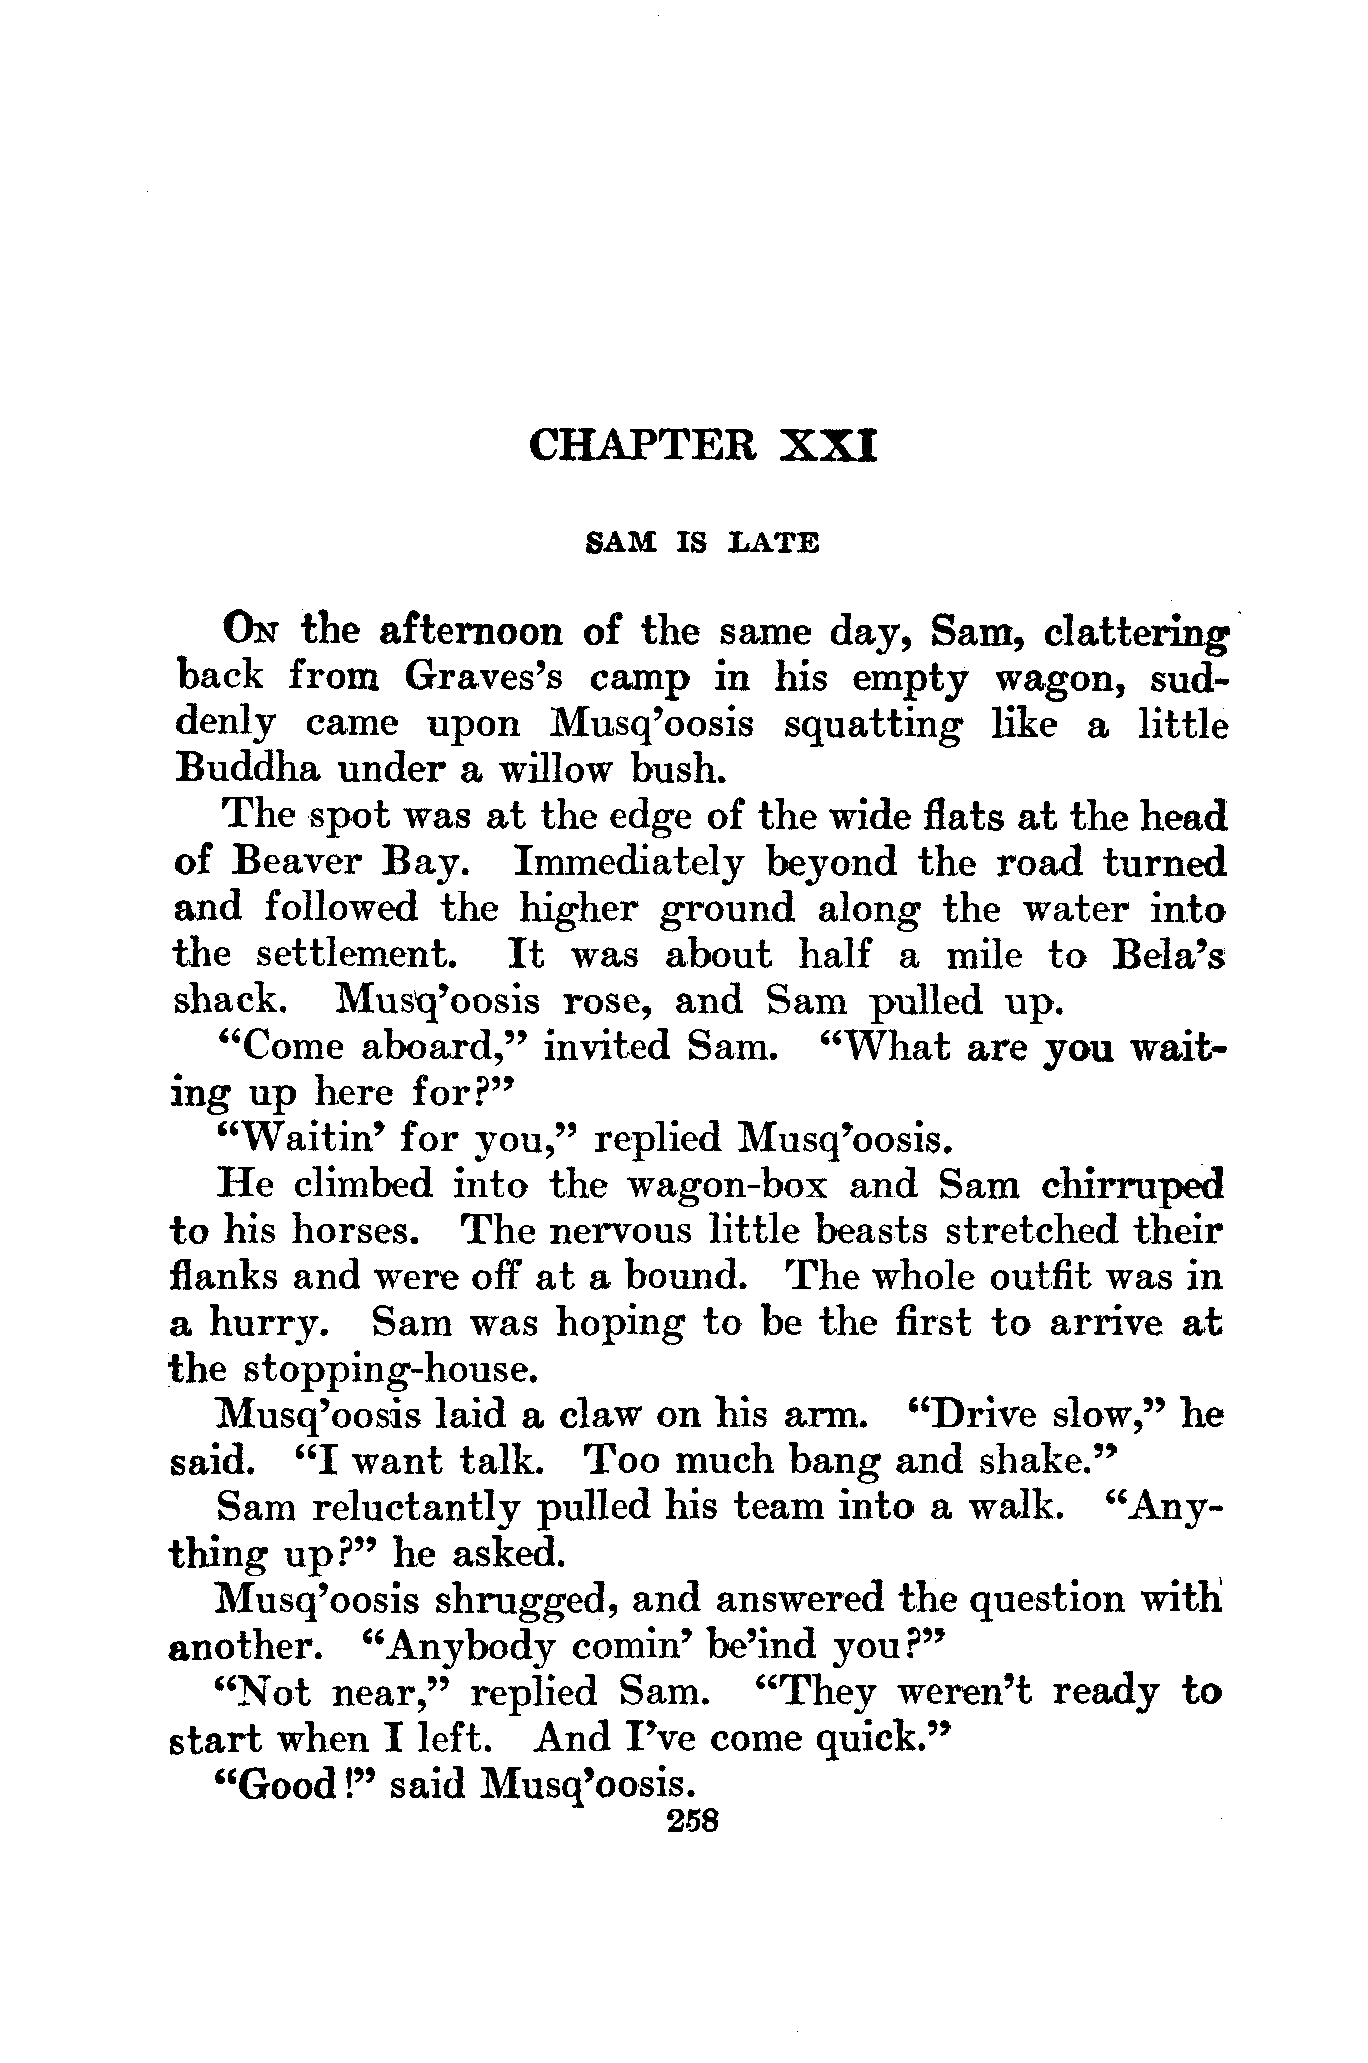 CHAPTER XXI
SAM IS LATE
ON the afternoon of the same day, Sam, clattering
back from Graves's camp in his empty wagon, sud-
denly came upon Musq'oosis squatting like a little
Buddha under a willow bush.
The spot was at the edge of the wide flats at the head
of Beaver Bay. Immediately beyond the road turned
and followed the higher ground along the water into
the settlement. It was about half a mile to Bela's
shack. Musq'oosis rose, and Sam pulled up.
"Come aboard," invited Sam. "What are you wait-
ing up here for?"
"Waitin' for you," replied Musq'oosis.
He climbed into the wagon-box and Sam chirruped
to his horses. The nervous little beasts stretched their
flanks and were off at a bound. The whole outfit was in
a hurry. Sam was hoping to be the first to arrive at
the stopping-house.
Musq'oosis laid a claw on his arm. "Drive slow," he
said. "I want talk. Too much bang and shake."
Sam reluctantly pulled his team into a walk. "Any-
thing up?" he asked.
Musq'oosis shrugged, and answered the question with
another. "Anybody comin' be'ind you?"
"Not near," replied Sam. "They weren't ready to
start when I left. And I've come quick."
"Good!" said Musq'oosis.
258